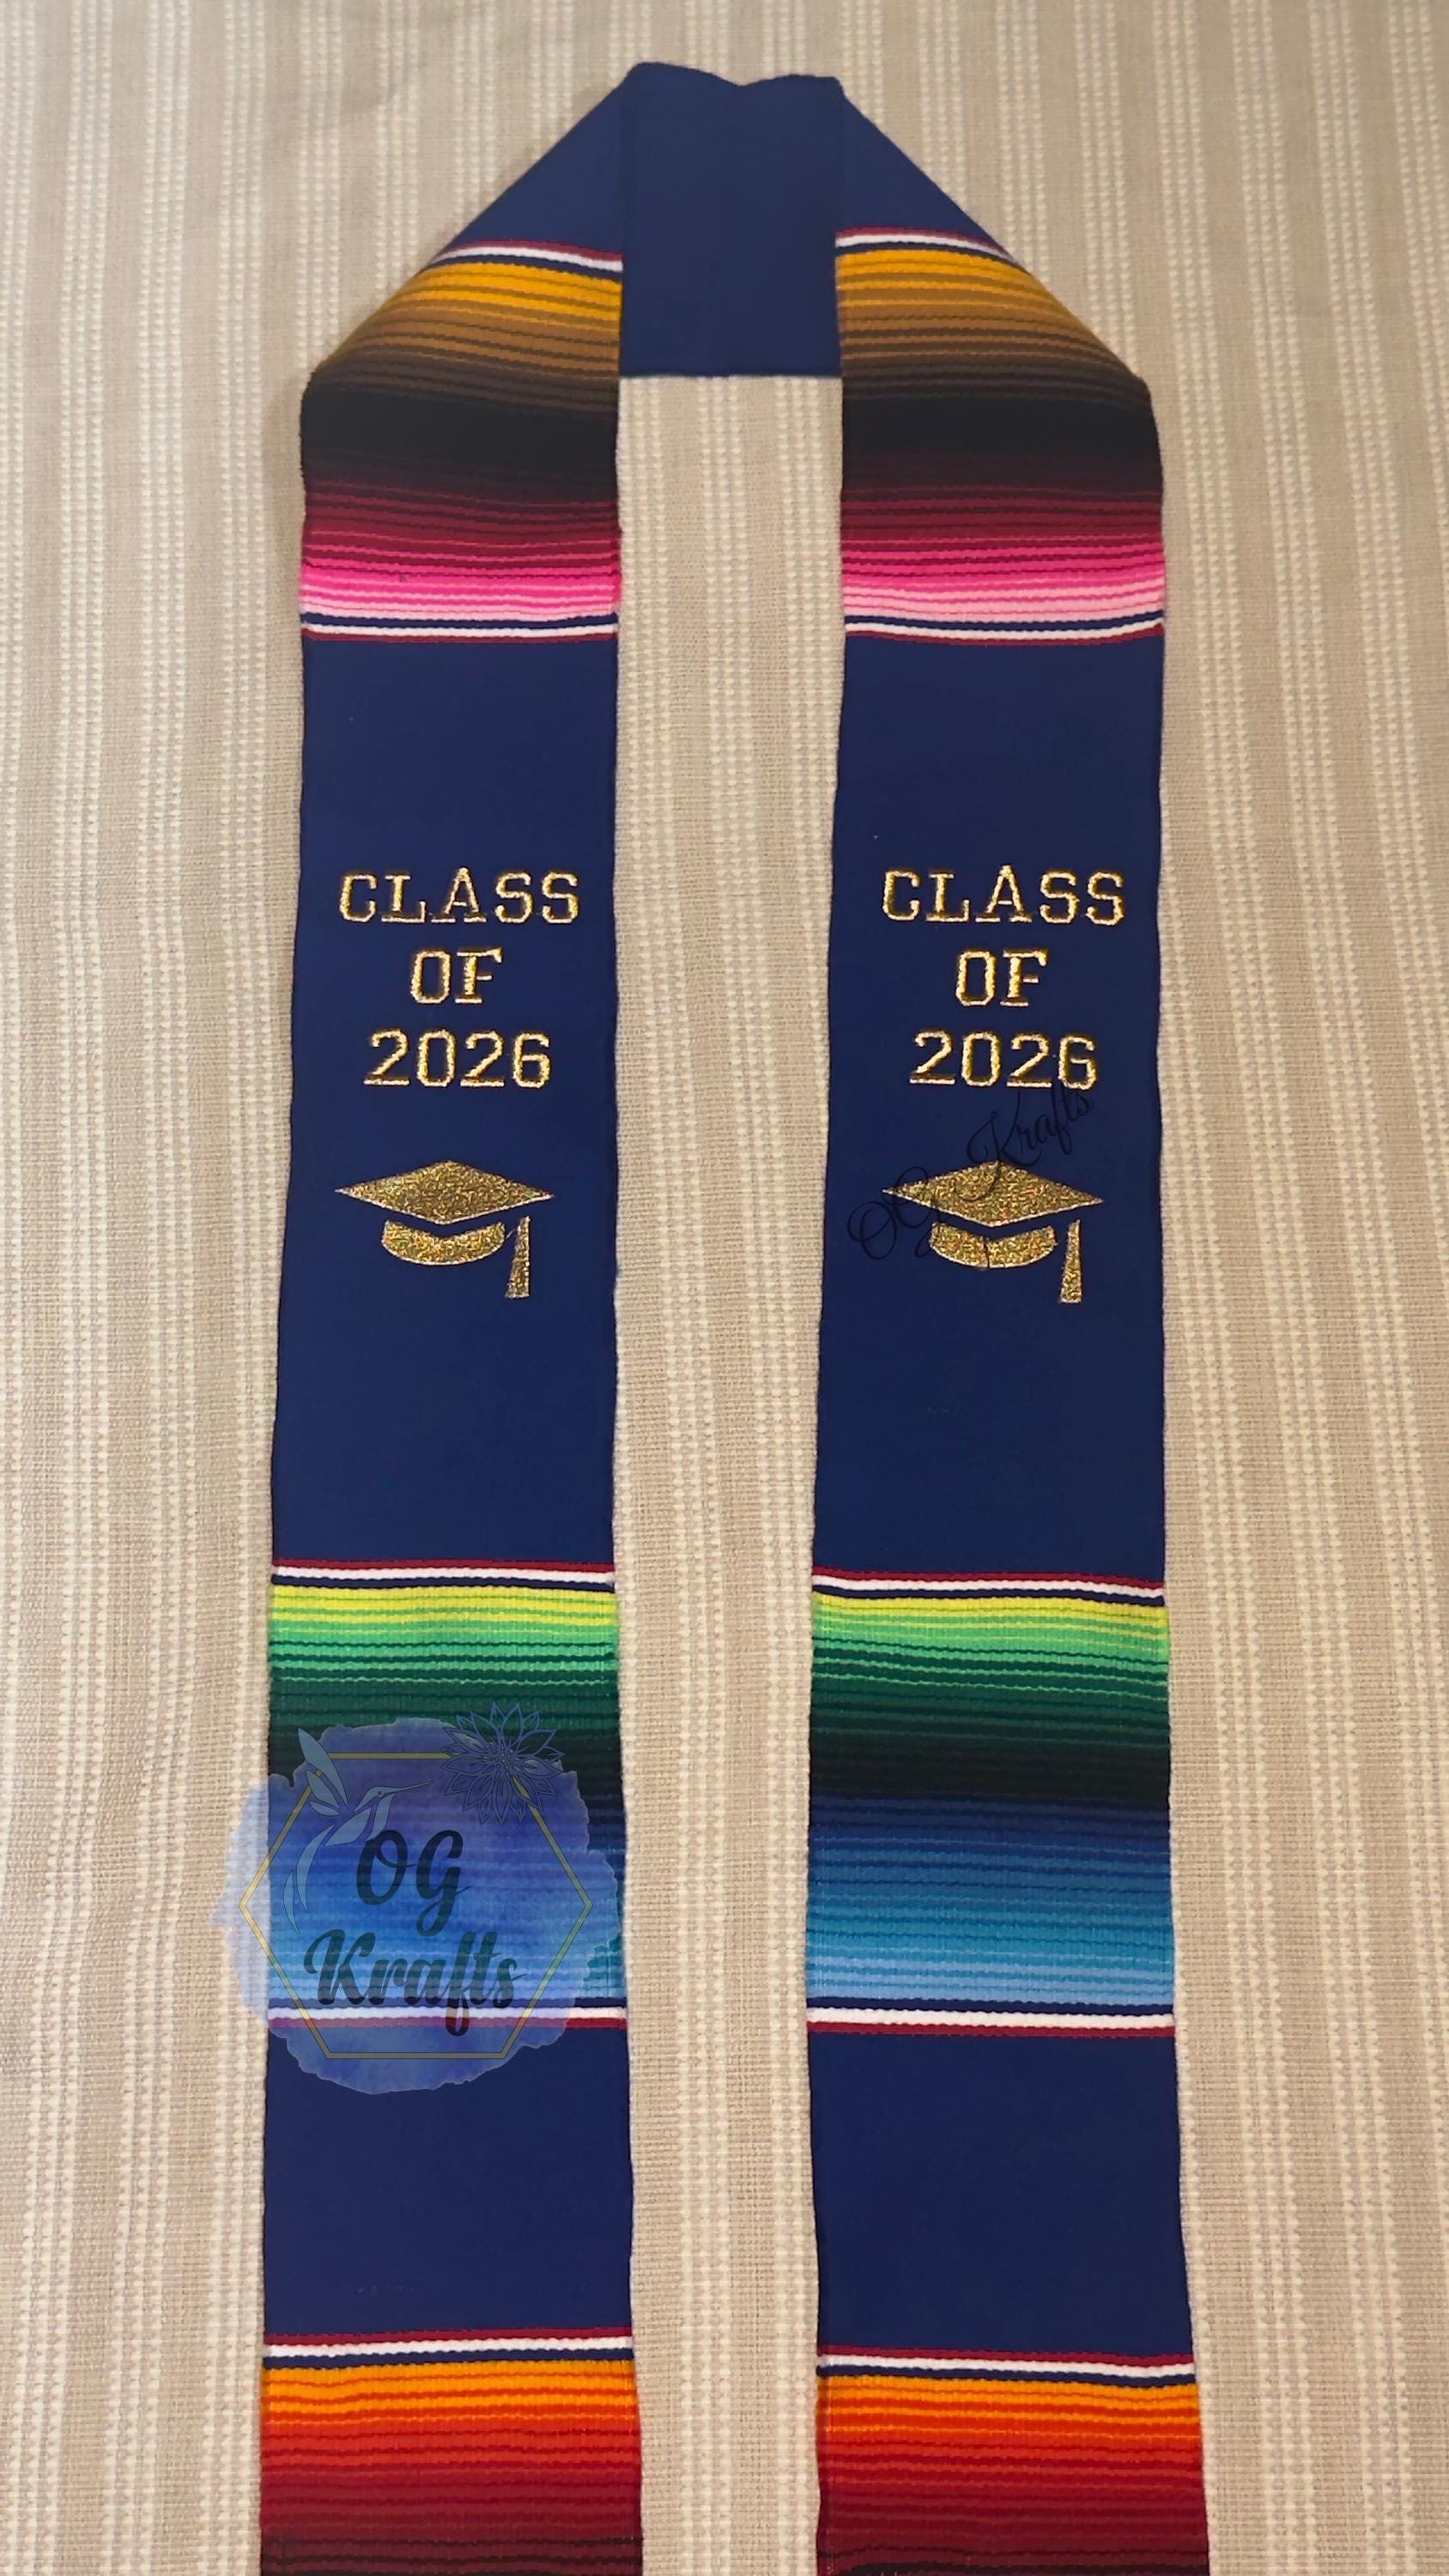 CLASS
OF
2026
CLASS
OF
2026
OG Krafts
OG
Krafts